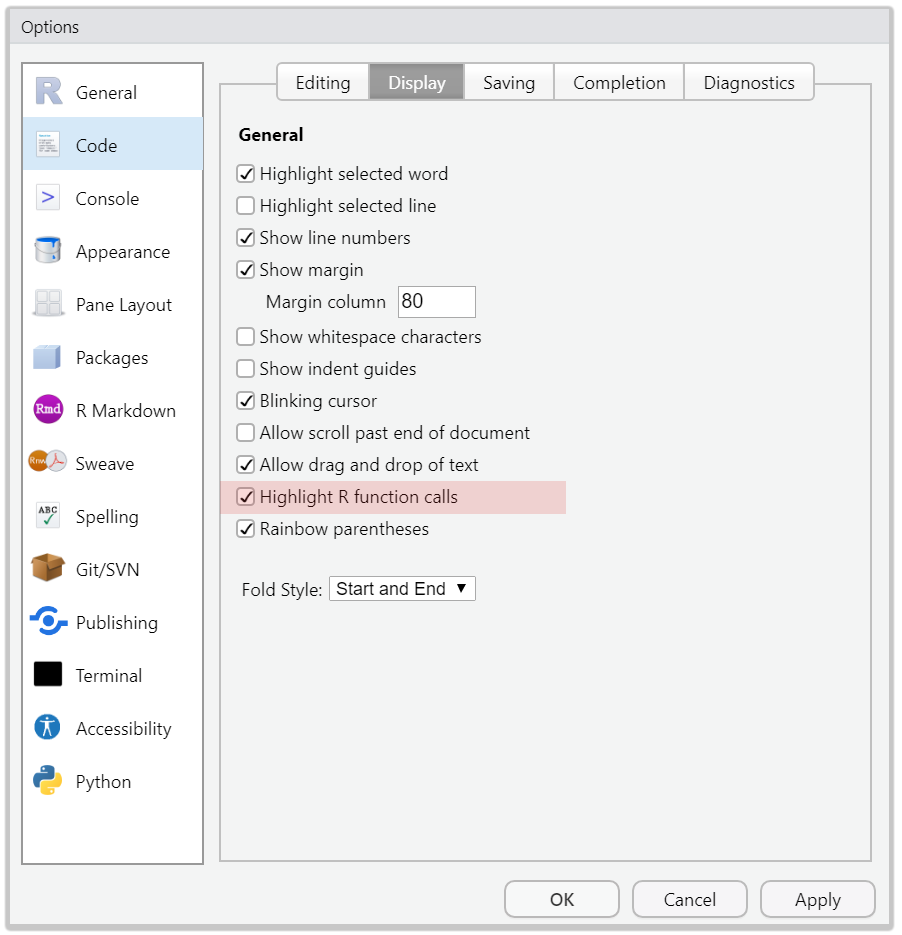 Options
General
Code
Console
Appearance
Pane Layout
Packages
Rmd R Markdown
Rnw Sweave
ABC Spelling
Git/SVN
Publishing
Terminal
Accessibility
Python
Editing Display Saving Completion Diagnostics
General
Highlight selected word
Highlight selected line
Show line numbers
Show margin
Margin column 80
Show whitespace characters
Show indent guides
Blinking cursor
Allow scroll past end of document
Allow drag and drop of text
Highlight R function calls
Rainbow parentheses
Fold Style: Start and End
OK Cancel Apply